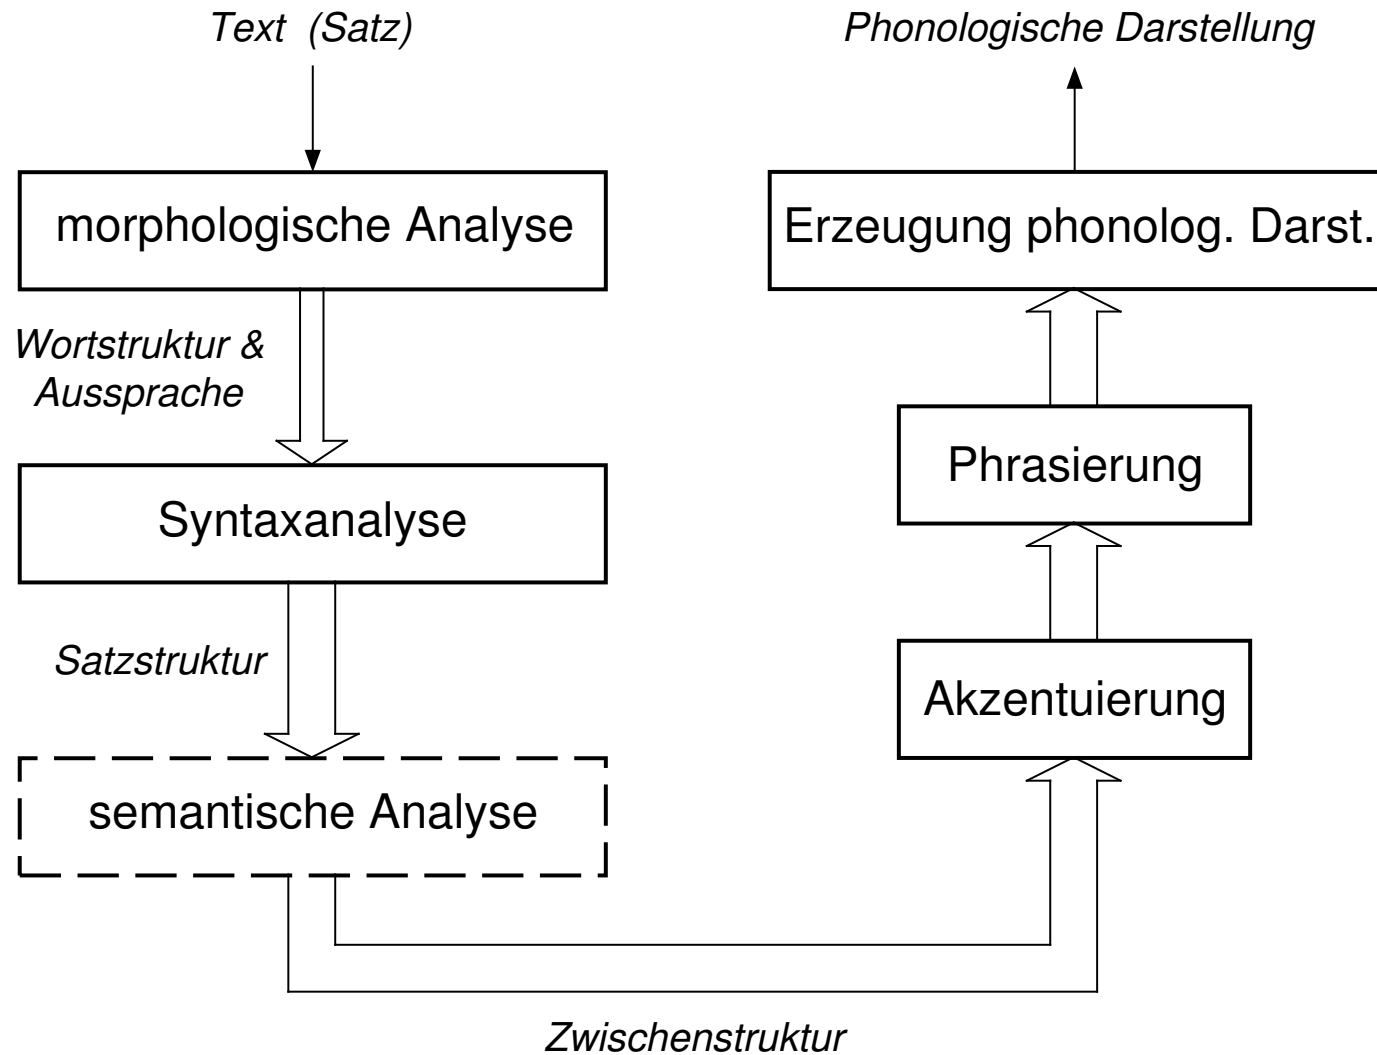 Text (Satz)
morphologische Analyse
Wortstruktur &
Aussprache
Syntaxanalyse
Satzstruktur
semantische Analyse
Zwischenstruktur
Akzentuierung
Phrasierung
Erzeugung phonolog. Darst.
Phonologische Darstellung